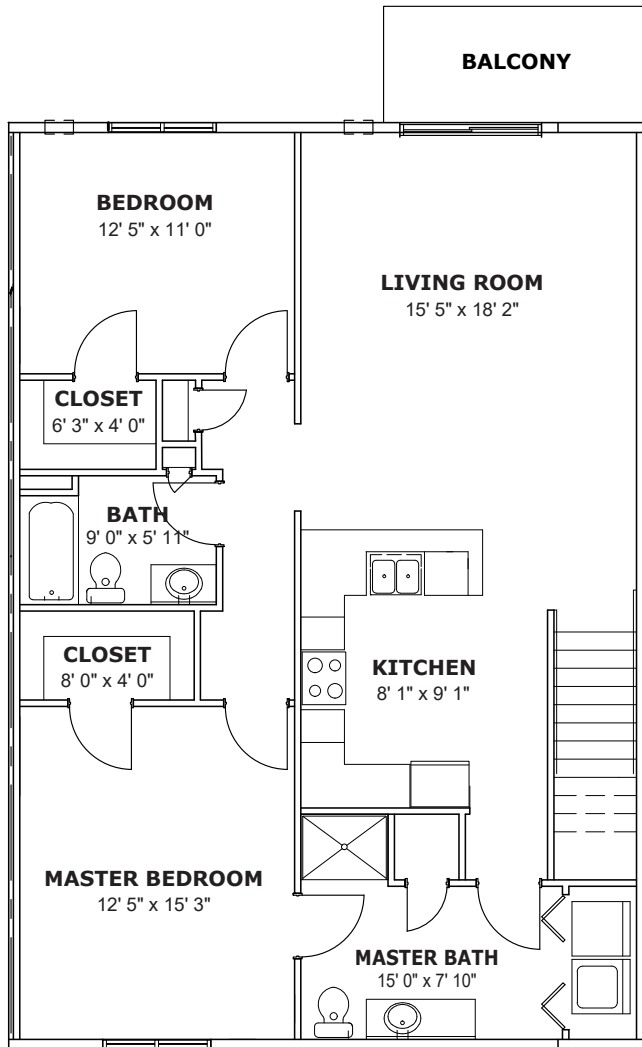 BALCONY
BEDROOM
12' 5" x 11' 0"
LIVING ROOM
15' 5" x 18' 2"
CLOSET
6' 3" x 4' 0"
BATH
9' 0" x 5' 11"
CLOSET
8' 0" x 4' 0"
KITCHEN
8' 1" x 9' 1"
MASTER BEDROOM
12' 5" x 15' 3"
MASTER BATH
15' 0" x 7' 10"